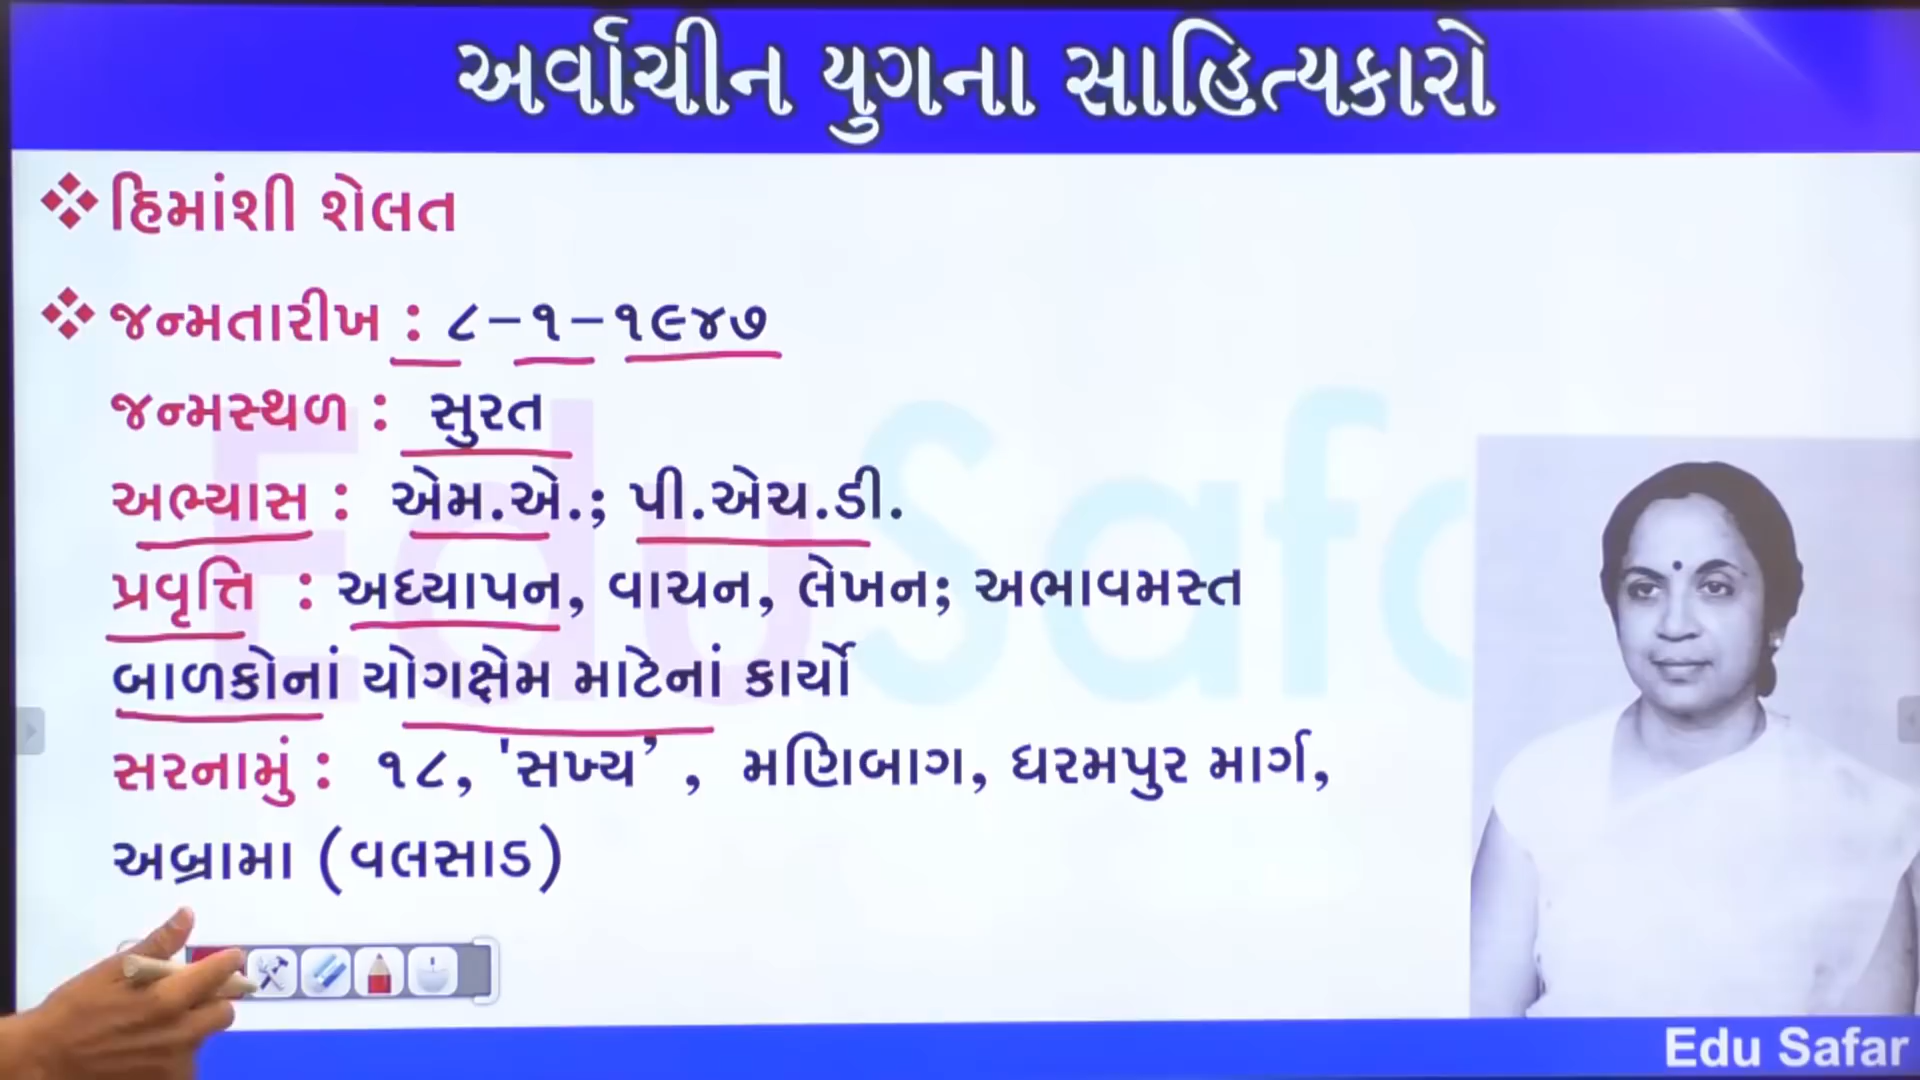 અર્વાચીન યુગના સાહિત્યકારો
હિમાંશી શેલત
જન્મતારીખ : ૮-૧-૧૯૪૭
જન્મસ્થળ : સુરત
અભ્યાસ : એમ.એ.; પી.એચ.ડી.
પ્રવૃત્તિ : અધ્યાપન, વાચન, લેખન; અભાવમસ્ત
બાળકોનાં યોગક્ષેમ માટેનાં કાર્યો
સરનામું : ૧૮, 'સખ્ય’ , મણિબાગ, ધરમપુર માર્ગ,
અબ્રામા (વલસાડ)
EduSafa
Edu Safar